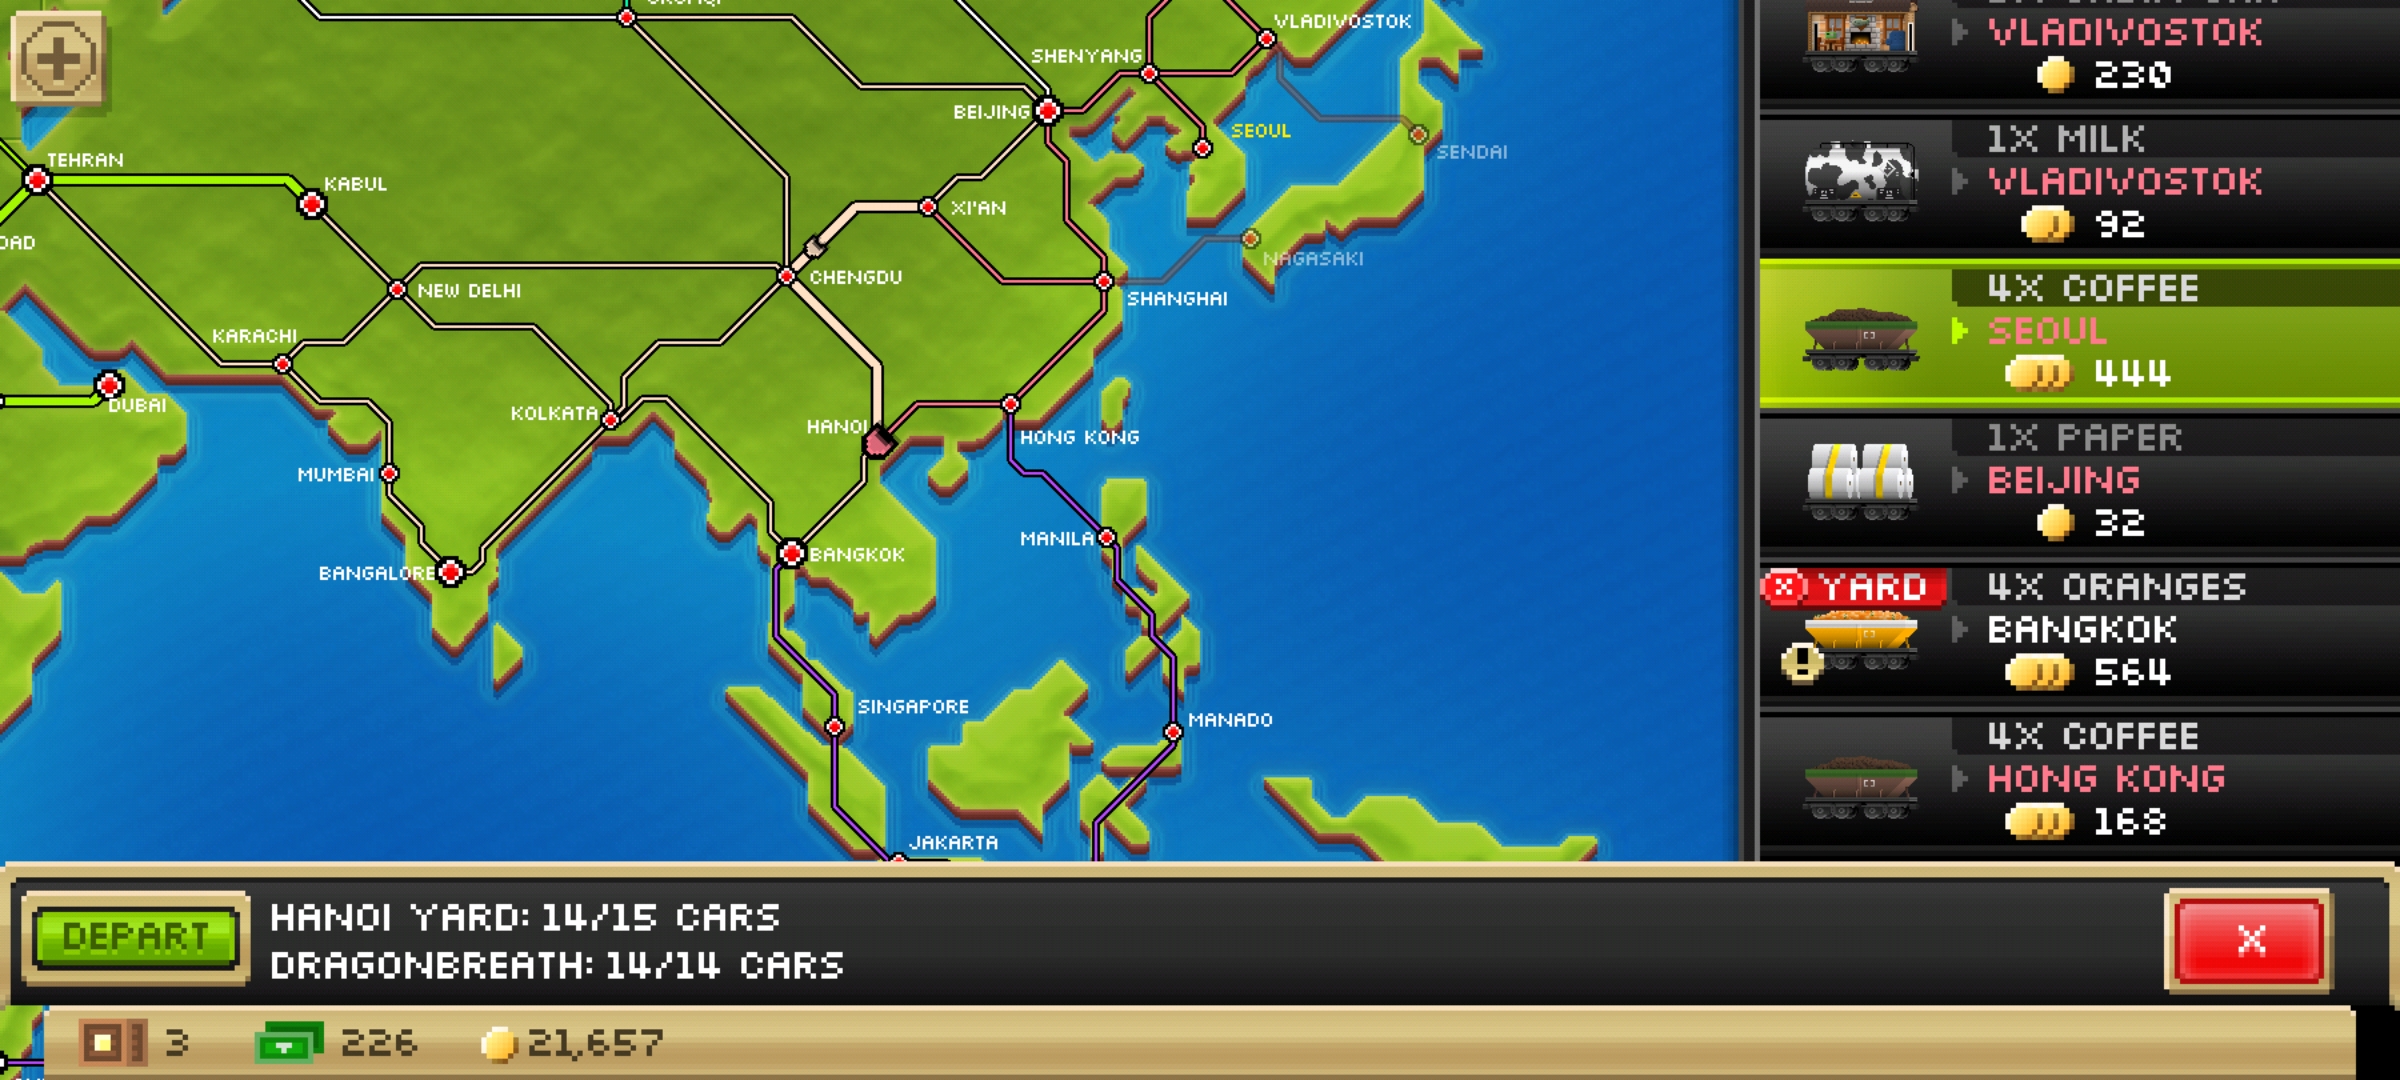 VLADIVOSTOK
SHENYANG
BEIJING
SEOUL
SENDAI
TEHRAN
KABUL
XI'AN
NAGASAKI
CHENGDU
NEW DELHI
SHANGHAI
KARACHI
DUBAI
KOLKATA
HANOI
HONG KONG
MUMBAI
MANILA
BANGKOK
BANGALORE
SINGAPORE
MANADO
JAKARTA
VLADIVOSTOK
230
1X MILK
VLADIVOSTOK
92
4X COFFEE
SEOUL
444
1X PAPER
BEIJING
32
YARD
4X ORANGES
BANGKOK
564
4X COFFEE
HONG KONG
168
DEPART
HANOI YARD: 14/15 CARS
DRAGONBREATH: 14/14 CARS
X
3
226
21,657